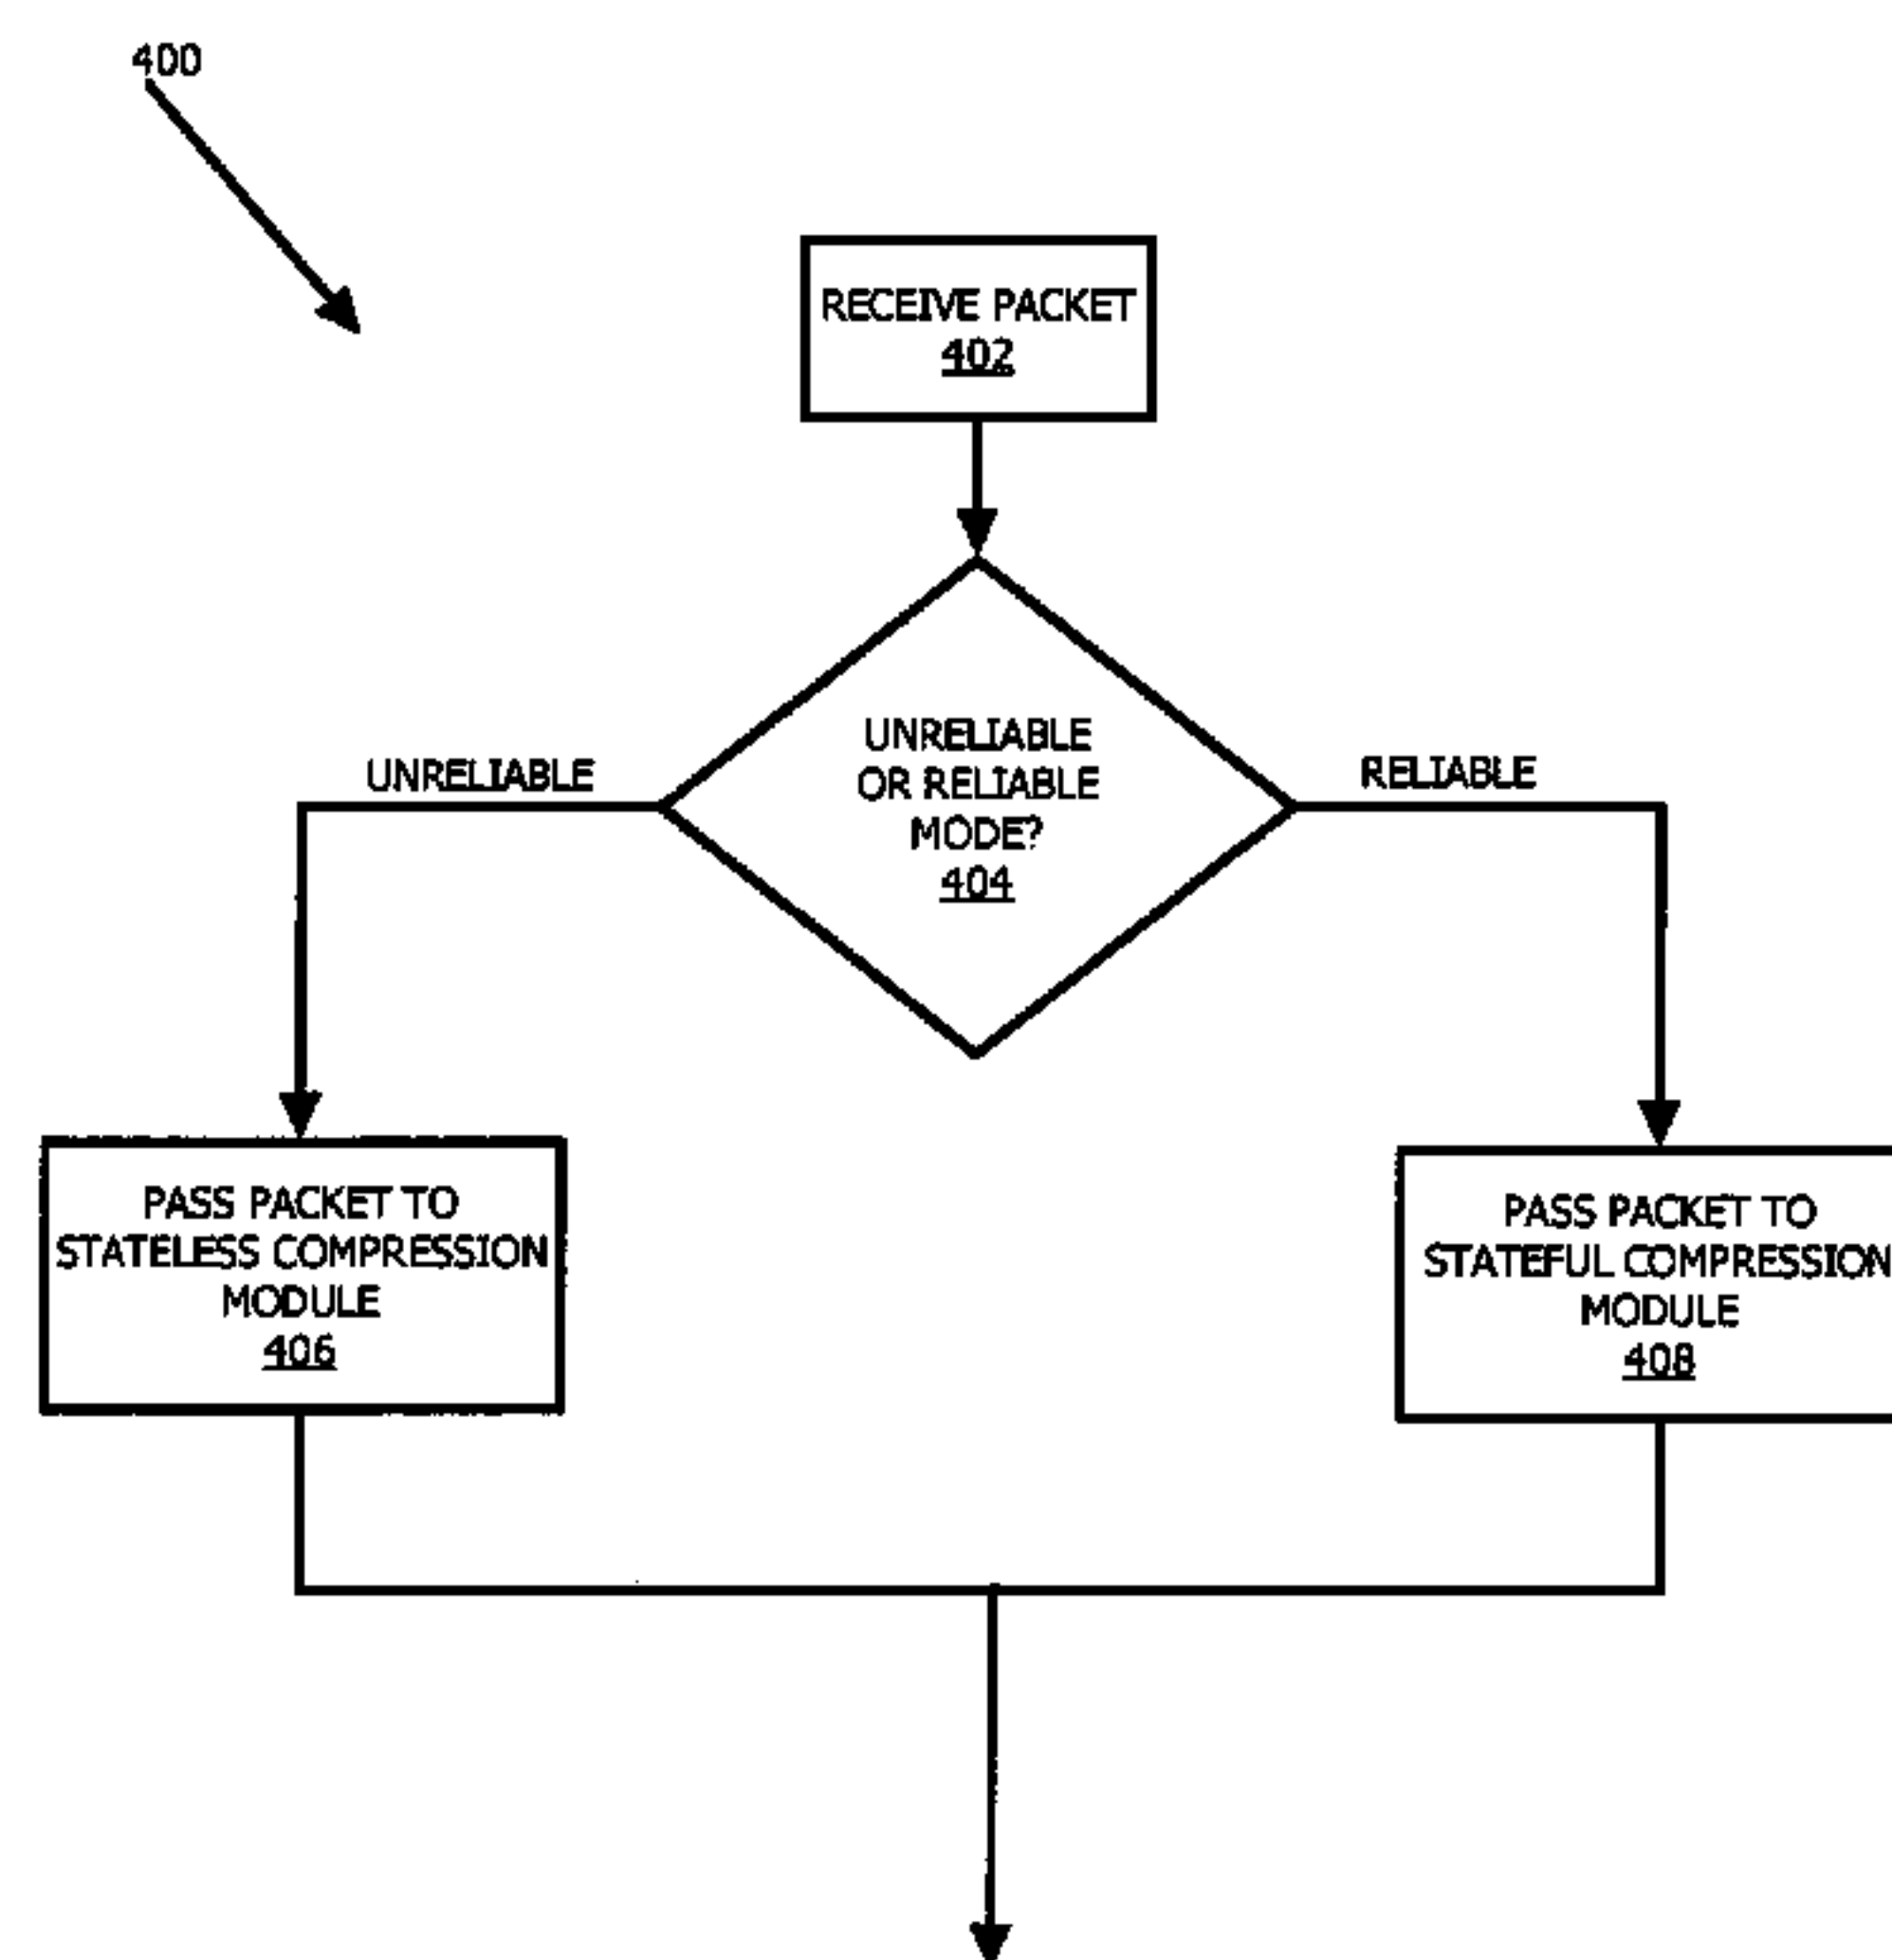 400
RECEIVE PACKET
402
UNRELIABLE
OR RELIABLE
MODE?
404
UNRELIABLE
RELIABLE
PASS PACKET TO
STATELESS COMPRESSION
MODULE
406
PASS PACKET TO
STATEFUL COMPRESSION
MODULE
408